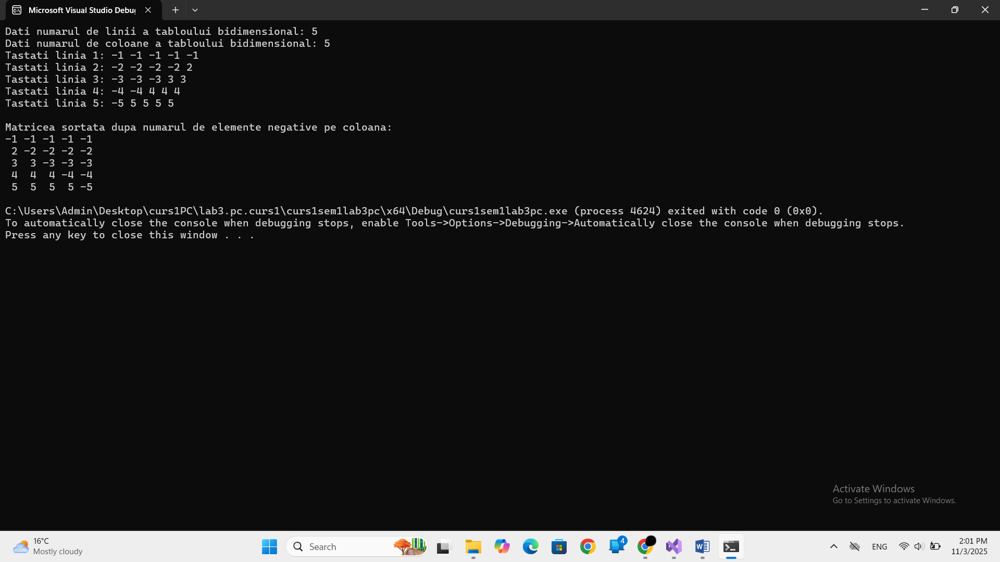 Microsoft Visual Studio Debu
Dati numarul de linii a tabloului bidimensional: 5
Dati numarul de coloane a tabloului bidimensional: 5
Tastati linia 1: -1 -1 -1 -1 -1
Tastati linia 2: -2 -2 -2 -2 2
Tastati linia 3: -3 -3 -3 3 3
Tastati linia 4: -4 -4 4 4 4
Tastati linia 5: -5 5 5 5 5
Matricea sortata dupa numarul de elemente negative pe coloana:
-1 -1 -1 -1 -1
2 -2 -2 -2 -2
3 3 -3 -3 -3
4 4 4 -4 -4
5 5 5 5 -5
C:\Users\Admin\Desktop\curs1PC\lab3.pc.curs1\curs1sem1lab3pc\x64\Debug\curs1sem1lab3pc.exe (process 4624) exited with code 0 (0x0).
To automatically close the console when debugging stops, enable Tools->Options->Debugging->Automatically close the console when debugging stops.
Press any key to close this window . . .
Activate Windows
Go to Settings to activate Windows.
16°C
Mostly cloudy
Search
4
ENG
2:01 PM
11/3/2025